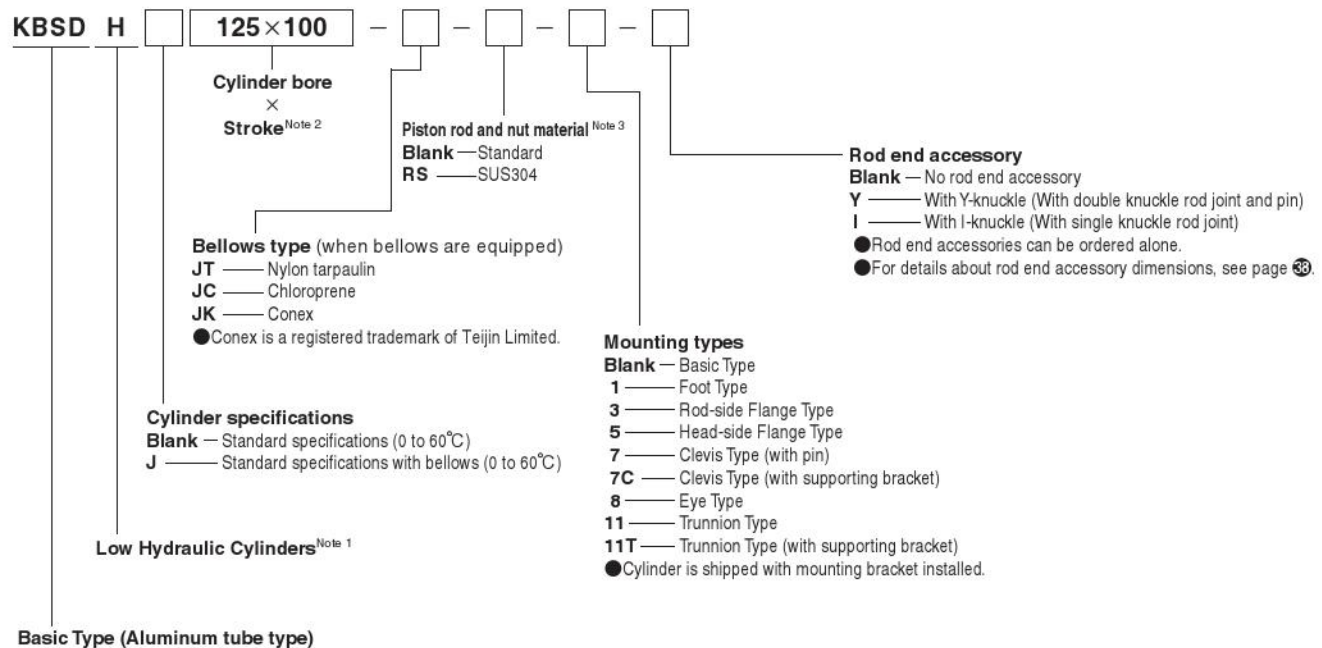 KBSD H 125×100 – – – –
Cylinder bore
×
Stroke Note 2
Piston rod and nut material Note 3
Blank — Standard
RS — SUS304
Rod end accessory
Blank — No rod end accessory
Y — With Y-knuckle (With double knuckle rod joint and pin)
I — With I-knuckle (With single knuckle rod joint)
●Rod end accessories can be ordered alone.
●For details about rod end accessory dimensions, see page 38.
Bellows type (when bellows are equipped)
JT — Nylon tarpaulin
JC — Chloroprene
JK — Conex
●Conex is a registered trademark of Teijin Limited.
Mounting types
Blank — Basic Type
1 — Foot Type
3 — Rod-side Flange Type
5 — Head-side Flange Type
7 — Clevis Type (with pin)
7C — Clevis Type (with supporting bracket)
8 — Eye Type
11 — Trunnion Type
11T — Trunnion Type (with supporting bracket)
●Cylinder is shipped with mounting bracket installed.
Cylinder specifications
Blank — Standard specifications (0 to 60°C)
J — Standard specifications with bellows (0 to 60°C)
Low Hydraulic Cylinders Note 1
Basic Type (Aluminum tube type)